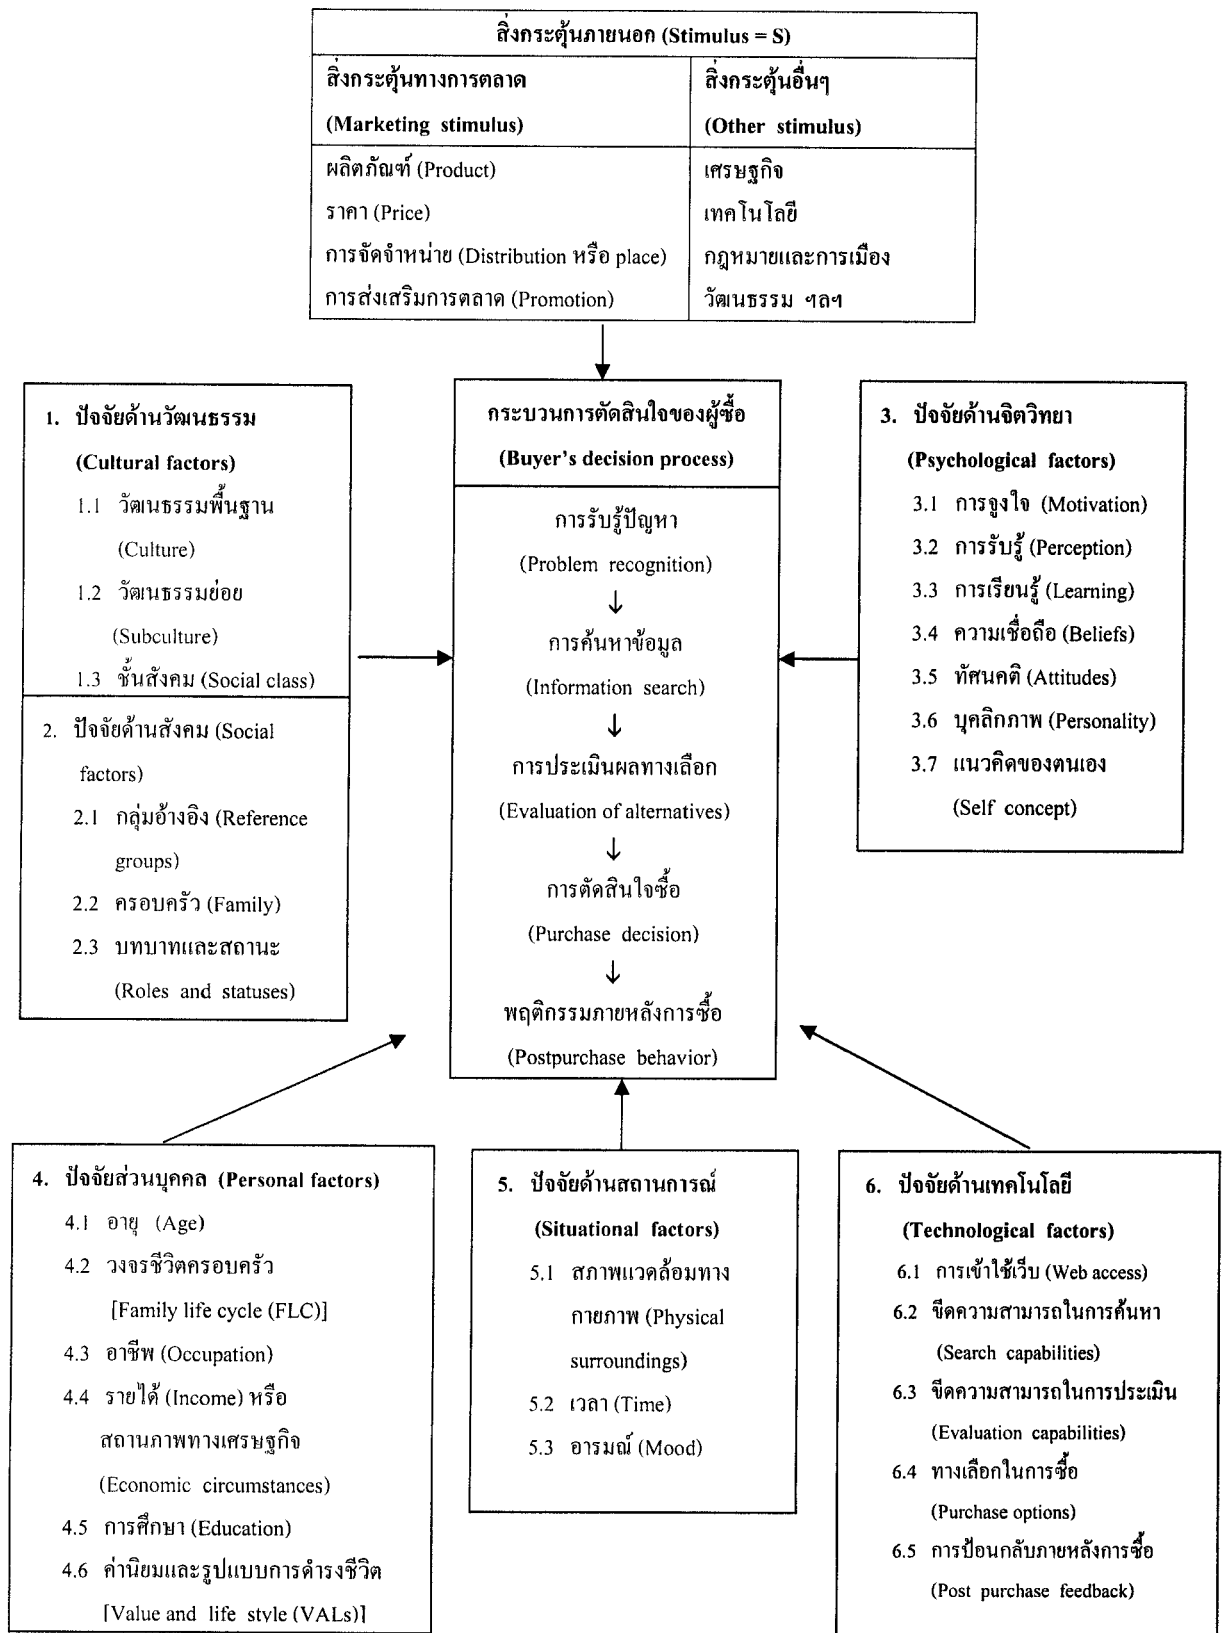 สิ่งกระตุ้นภายนอก (Stimulus = S)
สิ่งกระตุ้นทางการตลาด
(Marketing stimulus)
สิ่งกระตุ้นอื่นๆ
(Other stimulus)
ผลิตภัณฑ์ (Product)
ราคา (Price)
การจัดจำหน่าย (Distribution หรือ place)
การส่งเสริมการตลาด (Promotion)
เศรษฐกิจ
เทคโนโลยี
กฎหมายและการเมือง
วัฒนธรรม ฯลฯ
1. ปัจจัยด้านวัฒนธรรม
(Cultural factors)
1.1 วัฒนธรรมพื้นฐาน
(Culture)
1.2 วัฒนธรรมย่อย
(Subculture)
1.3 ชั้นสังคม (Social class)
2. ปัจจัยด้านสังคม (Social
factors)
2.1 กลุ่มอ้างอิง (Reference
groups)
2.2 ครอบครัว (Family)
2.3 บทบาทและสถานะ
(Roles and statuses)
กระบวนการตัดสินใจของผู้ซื้อ
(Buyer's decision process)
การรับรู้ปัญหา
(Problem recognition)
↓
การค้นหาข้อมูล
(Information search)
↓
การประเมินผลทางเลือก
(Evaluation of alternatives)
↓
การตัดสินใจซื้อ
(Purchase decision)
↓
พฤติกรรมภายหลังการซื้อ
(Postpurchase behavior)
3. ปัจจัยด้านจิตวิทยา
(Psychological factors)
3.1 การจูงใจ (Motivation)
3.2 การรับรู้ (Perception)
3.3 การเรียนรู้ (Learning)
3.4 ความเชื่อถือ (Beliefs)
3.5 ทัศนคติ (Attitudes)
3.6 บุคลิกภาพ (Personality)
3.7 แนวคิดของตนเอง
(Self concept)
4. ปัจจัยส่วนบุคคล (Personal factors)
4.1 อายุ (Age)
4.2 วงจรชีวิตครอบครัว
[Family life cycle (FLC)]
4.3 อาชีพ (Occupation)
4.4 รายได้ (Income) หรือ
สถานภาพทางเศรษฐกิจ
(Economic circumstances)
4.5 การศึกษา (Education)
4.6 ค่านิยมและรูปแบบการดำรงชีวิต
[Value and life style (VALs)]
5. ปัจจัยด้านสถานการณ์
(Situational factors)
5.1 สภาพแวดล้อมทาง
กายภาพ (Physical
surroundings)
5.2 เวลา (Time)
5.3 อารมณ์ (Mood)
6. ปัจจัยด้านเทคโนโลยี
(Technological factors)
6.1 การเข้าใช้เว็บ (Web access)
6.2 ขีดความสามารถในการค้นหา
(Search capabilities)
6.3 ขีดความสามารถในการประเมิน
(Evaluation capabilities)
6.4 ทางเลือกในการซื้อ
(Purchase options)
6.5 การป้อนกลับภายหลังการซื้อ
(Post purchase feedback)